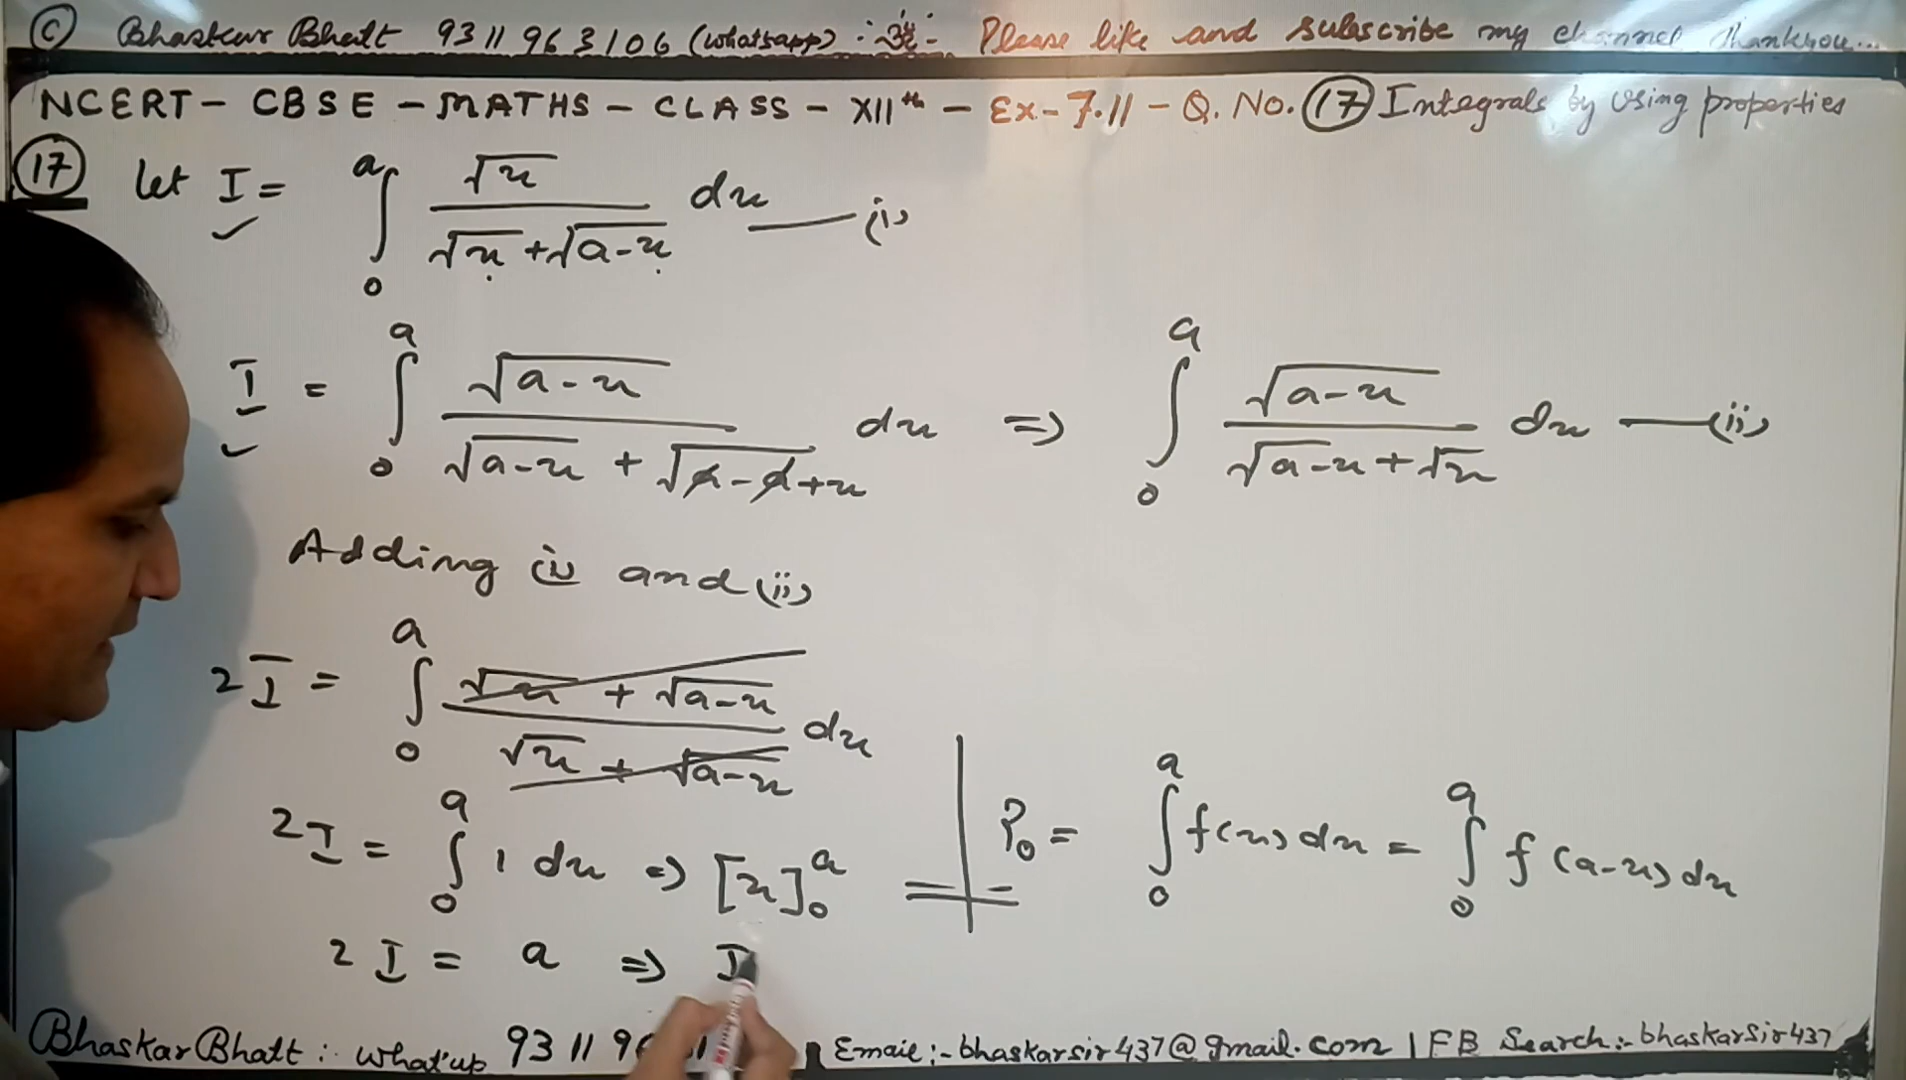 © Bhaskar Bhatt 9311963106 (whatsapp) :- Please like and subscribe my channel Thankyou...
NCERT - CBSE - MATHS - CLASS - XIIth - Ex-7.11 - Q. No. (17) Integrals by using properties
(17) let I = ∫₀ᵃ √x / (√x + √(a-x)) dx — (i)
I = ∫₀ᵃ √(a-x) / (√(a-x) + √(a-a+x)) dx ⇒ ∫₀ᵃ √(a-x) / (√(a-x) + √x) dx — (ii)
Adding (i) and (ii)
2I = ∫₀ᵃ (√x + √(a-x)) / (√x + √(a-x)) dx
2I = ∫₀ᵃ 1 dx ⇒ [x]₀ᵃ
P₀ = ∫₀ᵃ f(x) dx = ∫₀ᵃ f(a-x) dx
2I = a ⇒ I
Bhaskar Bhatt :- what'sup 9311 9 Email :- bhaskarsir437@gmail.com | FB Search :- bhaskarsir437